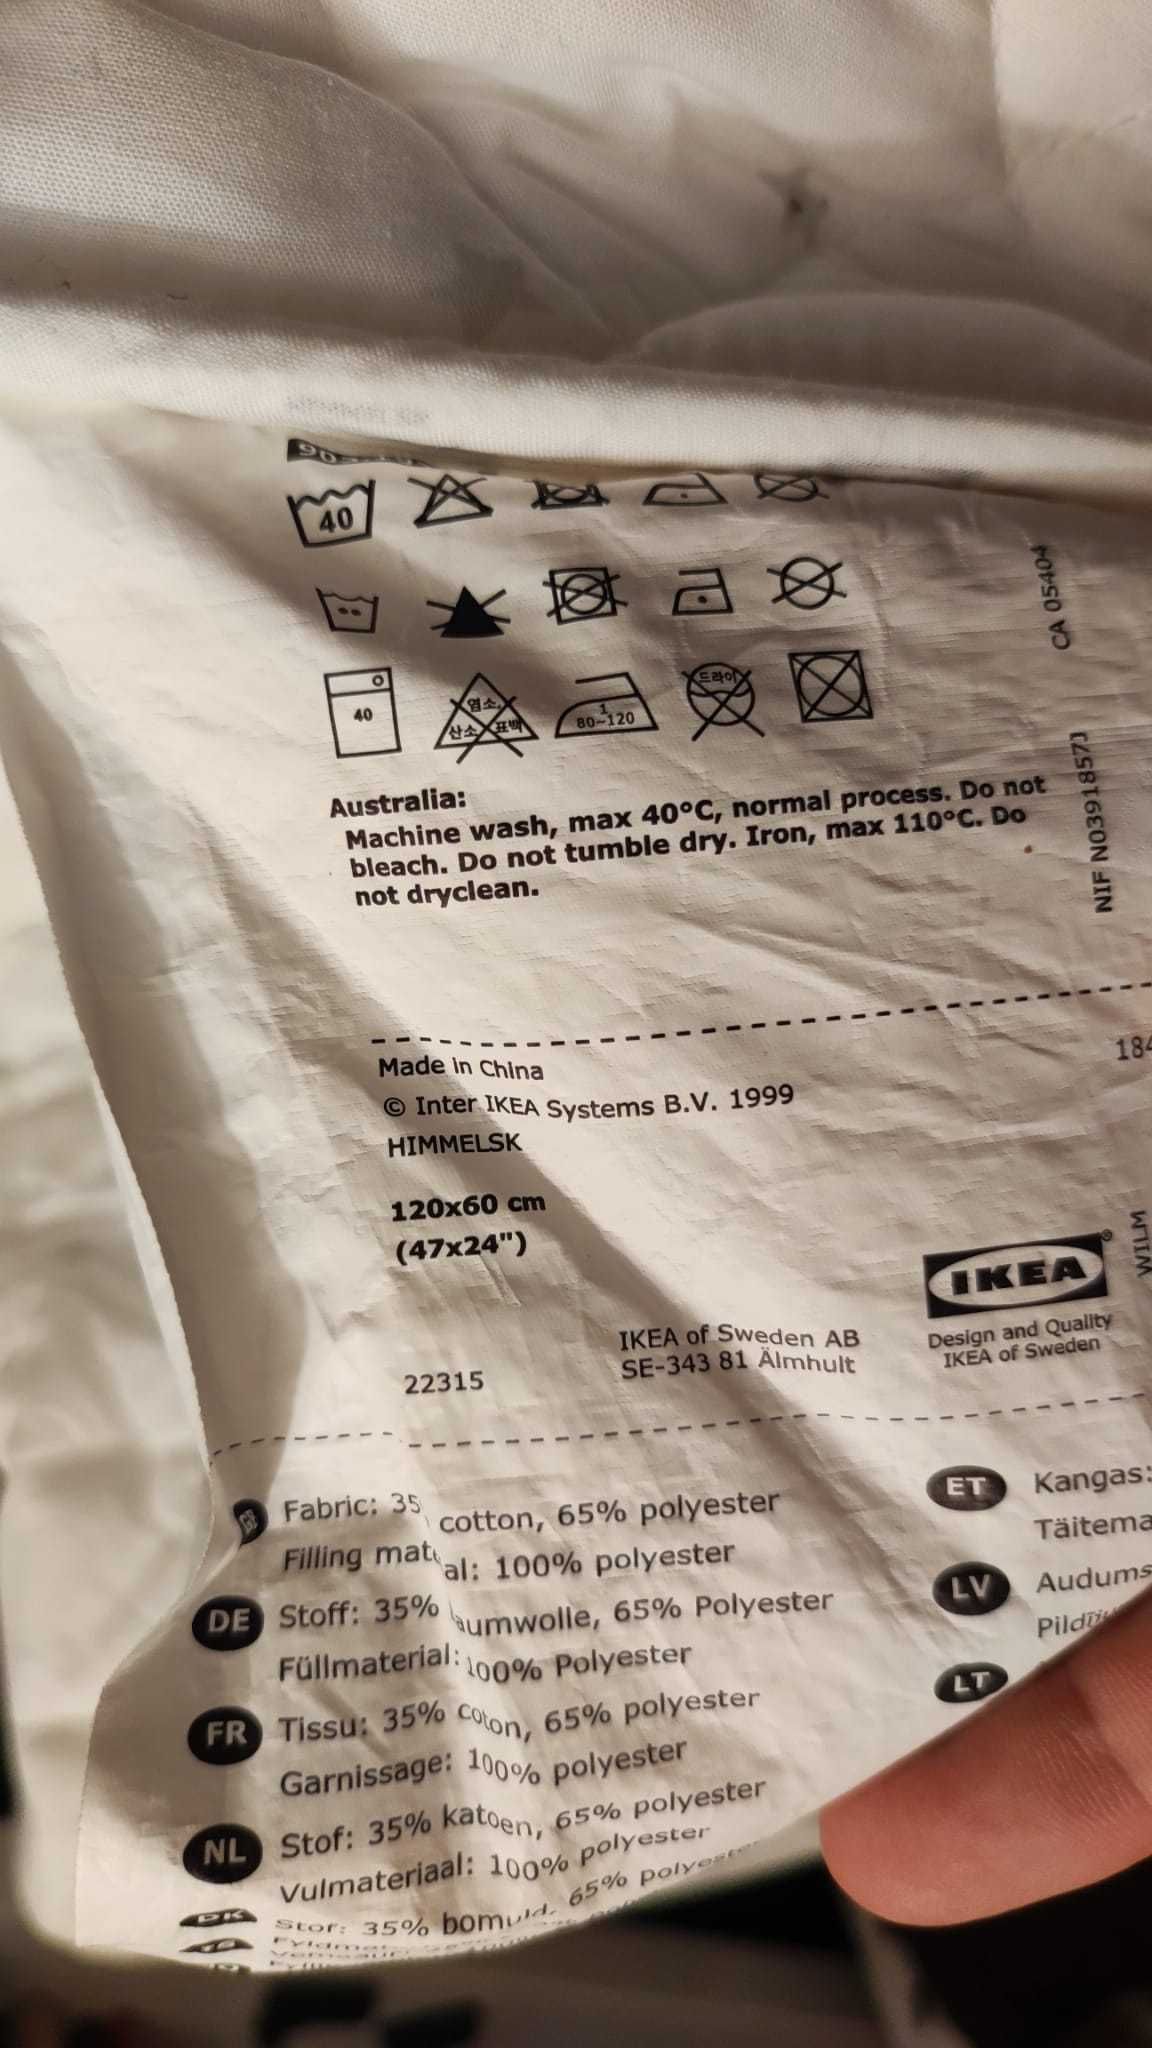 40
40
염소
산소 표백
1
80~120
드라이
Australia:
Machine wash, max 40°C, normal process. Do not
bleach. Do not tumble dry. Iron, max 110°C. Do
not dryclean.
CA 05404
NIF N0391857J
Made in China
© Inter IKEA Systems B.V. 1999
HIMMELSK
120x60 cm
(47x24")
22315
IKEA of Sweden AB
SE-343 81 Älmhult
IKEA®
Design and Quality
IKEA of Sweden
WILM
184
Fabric: 35 cotton, 65% polyester
Filling mat al: 100% polyester
DE Stoff: 35% aumwolle, 65% Polyester
Füllmaterial: 100% Polyester
FR Tissu: 35% coton, 65% polyester
Garnissage: 100% polyester
NL Stof: 35% katoen, 65% polyester
Vulmateriaal: 100% polyester
DK Stof: 35% bomuld, 65%
ET Kangas:
Täitema
LV Audums
LT